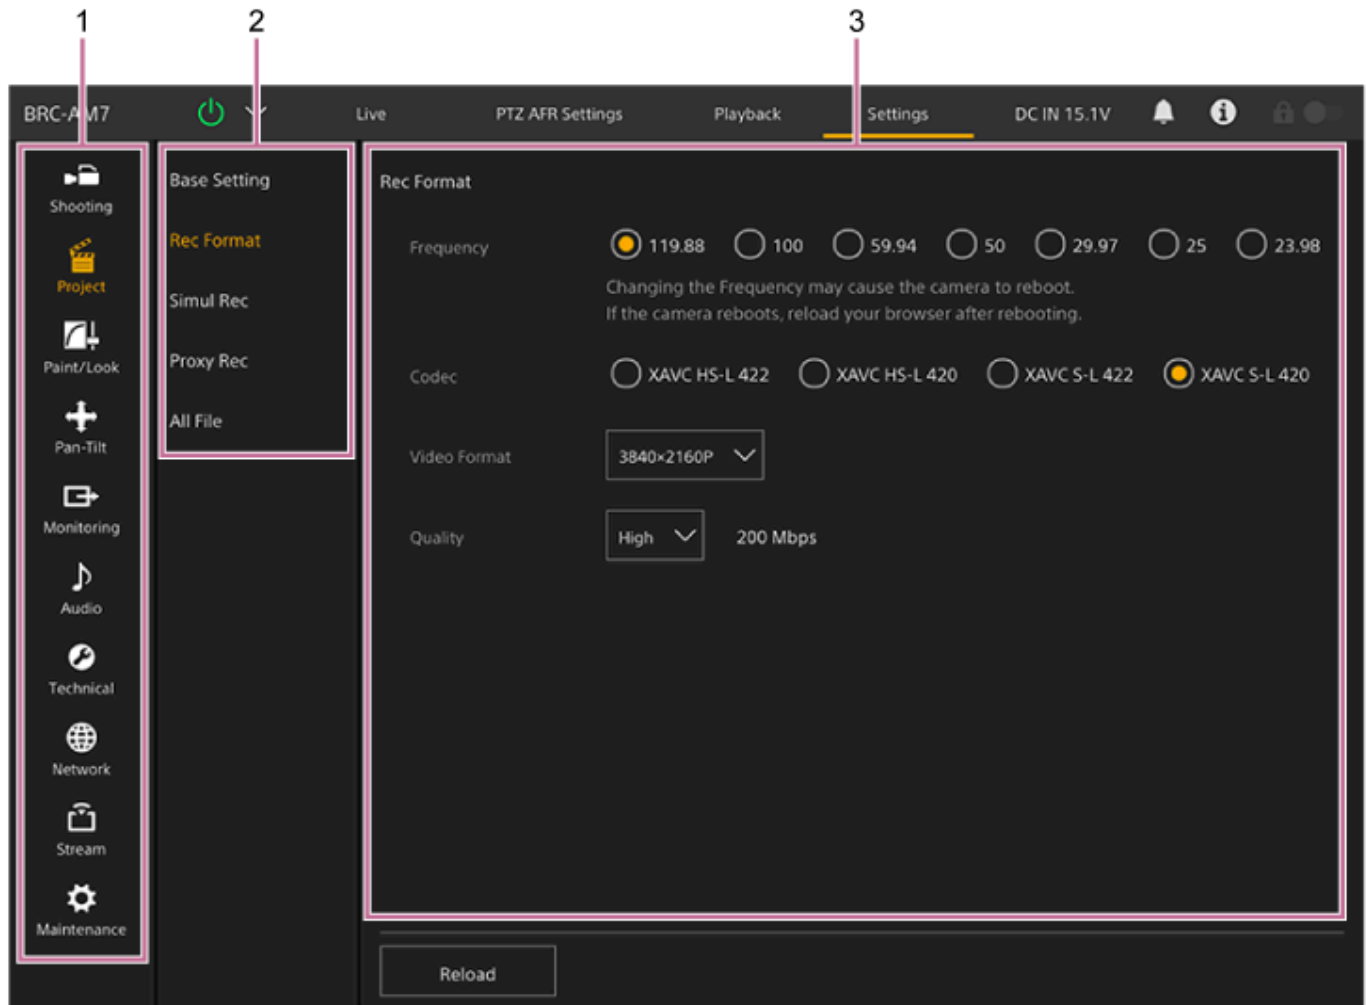 1 2 3
BRC-AM7 Live PTZ AFR Settings Playback Settings DC IN 15.1V
Shooting
Project
Paint/Look
Pan-Tilt
Monitoring
Audio
Technical
Network
Stream
Maintenance
Base Setting
Rec Format
Simul Rec
Proxy Rec
All File
Rec Format
Frequency 119.88 100 59.94 50 29.97 25 23.98
Changing the Frequency may cause the camera to reboot.
If the camera reboots, reload your browser after rebooting.
Codec XAVC HS-L 422 XAVC HS-L 420 XAVC S-L 422 XAVC S-L 420
Video Format 3840×2160P
Quality High 200 Mbps
Reload